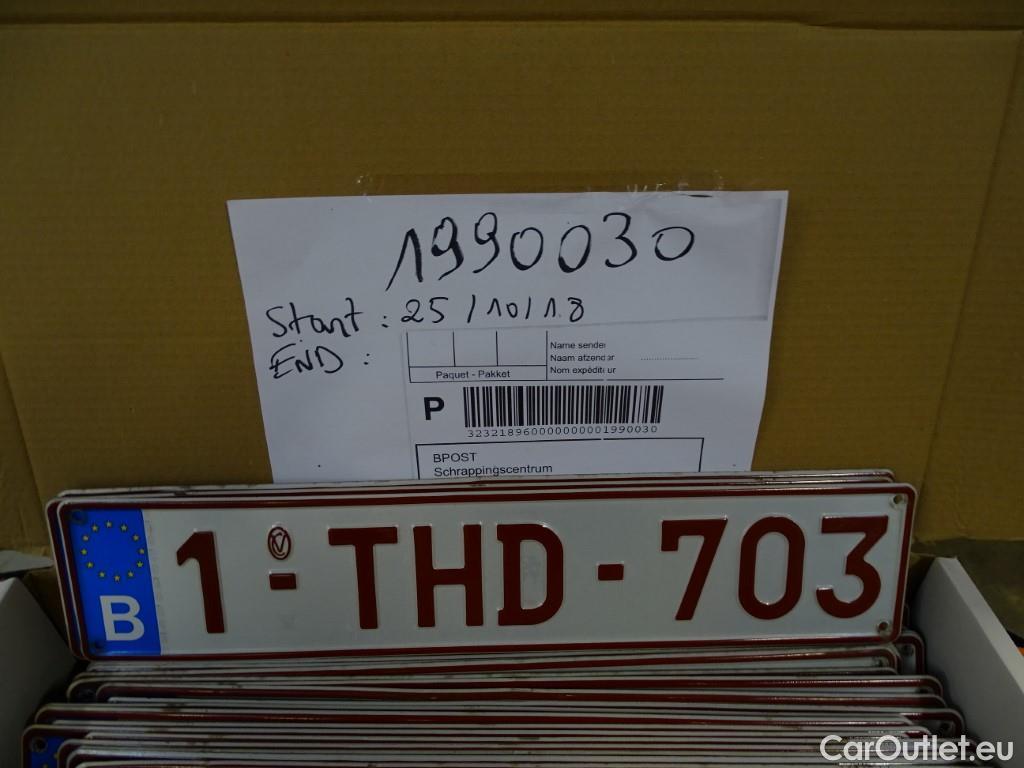 1990030
Start : 25/10/18
END :
Name sender
Naam afzender
Nom expéditeur
Paquet - Pakket
P
323218960000000001990030
BPOST
Schrappingscentrum
B 1-THD-703
CarOutlet.eu